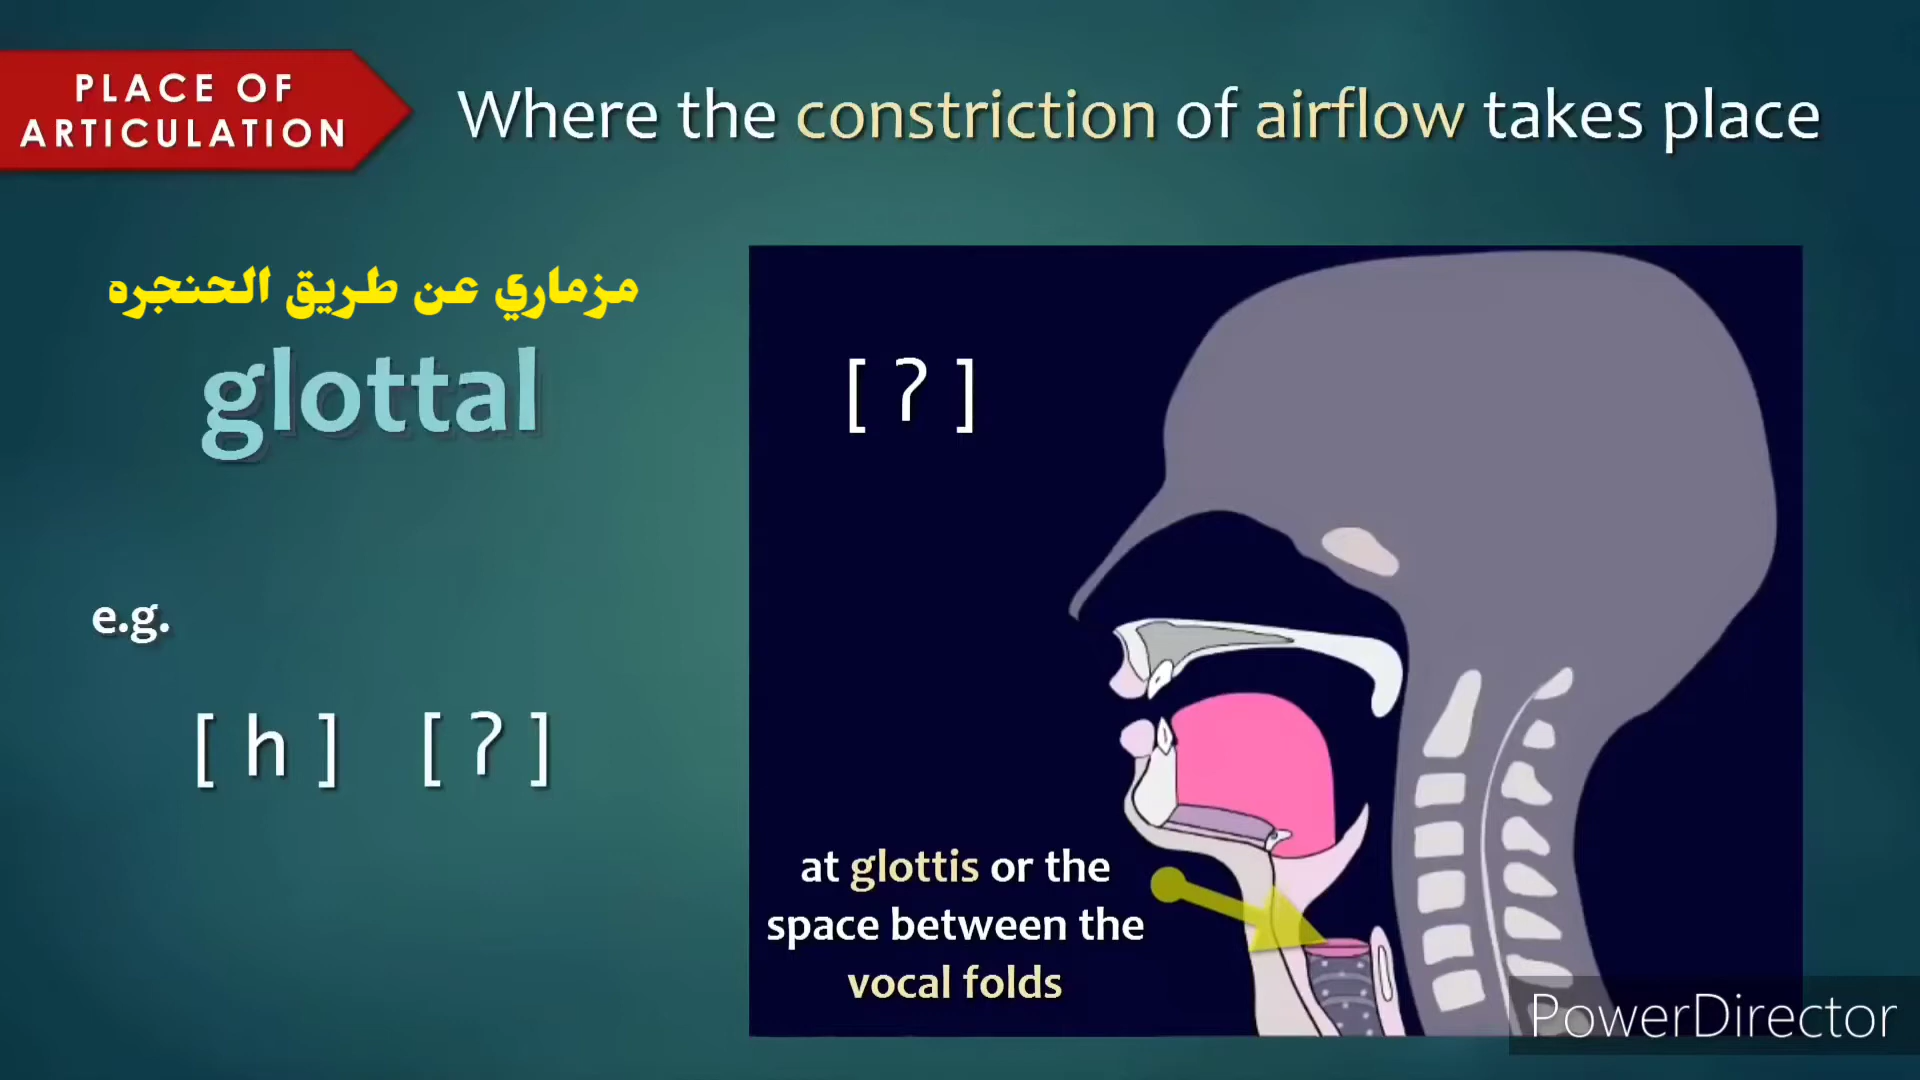 PLACE OF
ARTICULATION
Where the constriction of airflow takes place
مزماري عن طريق الحنجره
glottal
e.g.
[ h ] [ ʔ ]
[ ʔ ]
at glottis or the
space between the
vocal folds
PowerDirector